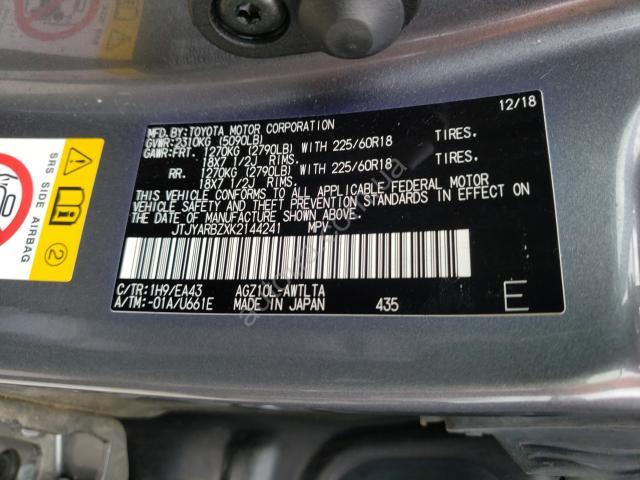 12/18
MFD.BY:TOYOTA MOTOR CORPORATION
GVWR:2310KG (5090LB)
GAWR:FRT. 1270KG (2790LB) WITH 225/60R18 TIRES.
18X7 1/2J RIMS.
RR. 1270KG (2790LB) WITH 225/60R18 TIRES.
18X7 1/2J RIMS.
THIS VEHICLE CONFORMS TO ALL APPLICABLE FEDERAL MOTOR
VEHICLE SAFETY AND THEFT PREVENTION STANDARDS IN EFFECT ON
THE DATE OF MANUFACTURE SHOWN ABOVE.
JTJYARBZXK2144241 MPV
C/TR:1H9/EA43 AGZ10L-AWTLTA
A/TM:-01A/U661E MADE IN JAPAN 435 E
SRS SIDE AIRBAG
2